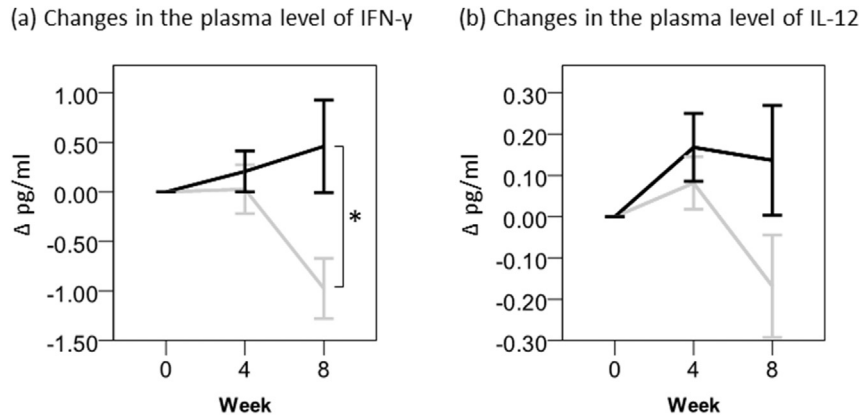 (a) Changes in the plasma level of IFN-γ
1.00
0.50
0.00
-0.50
-1.00
-1.50
Δ pg/ml
*
0 4 8
Week
(b) Changes in the plasma level of IL-12
0.30
0.20
0.10
0.00
-0.10
-0.20
-0.30
Δ pg/ml
0 4 8
Week